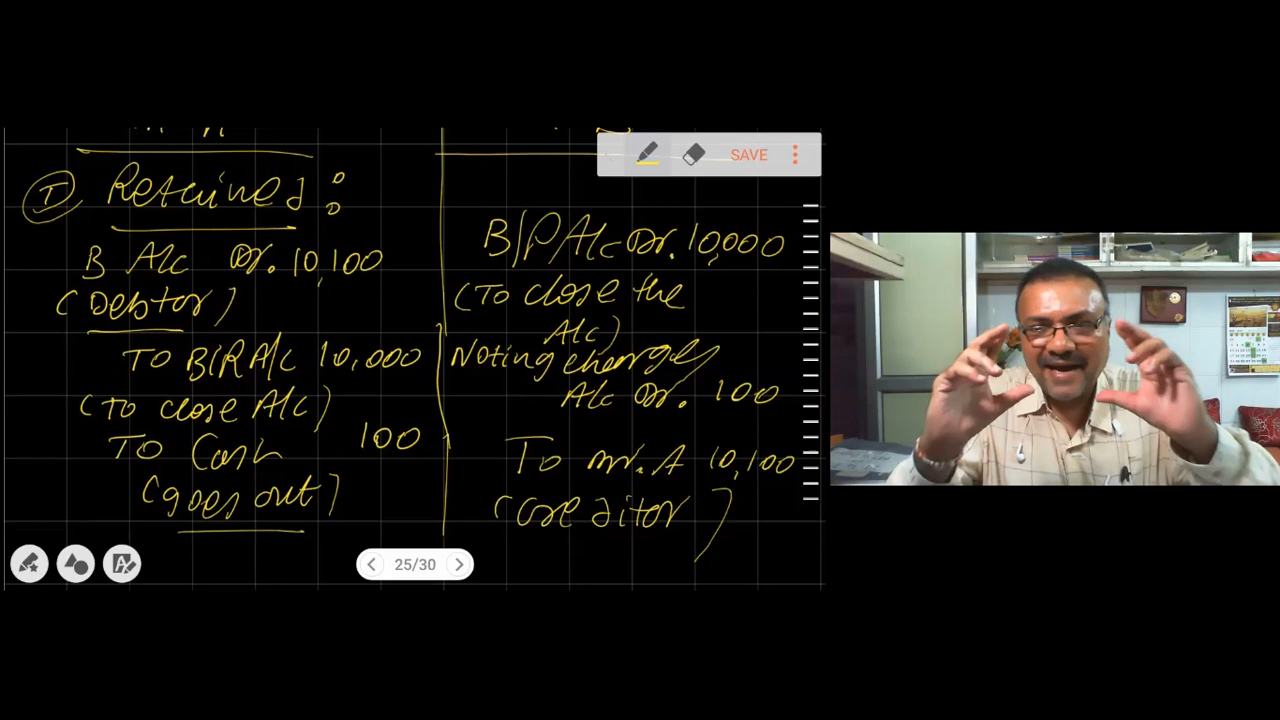 SAVE
I Retained :
B A/c Dr. 10,100
(Debtor)
To B/R A/c 10,000
(To close A/c)
To Cash 100
(goes out)
B/P A/c Dr. 10,000
(To close the
A/c)
Noting charges
A/c Dr. 100
To Mr. A 10,100
(Creditor)
25/30